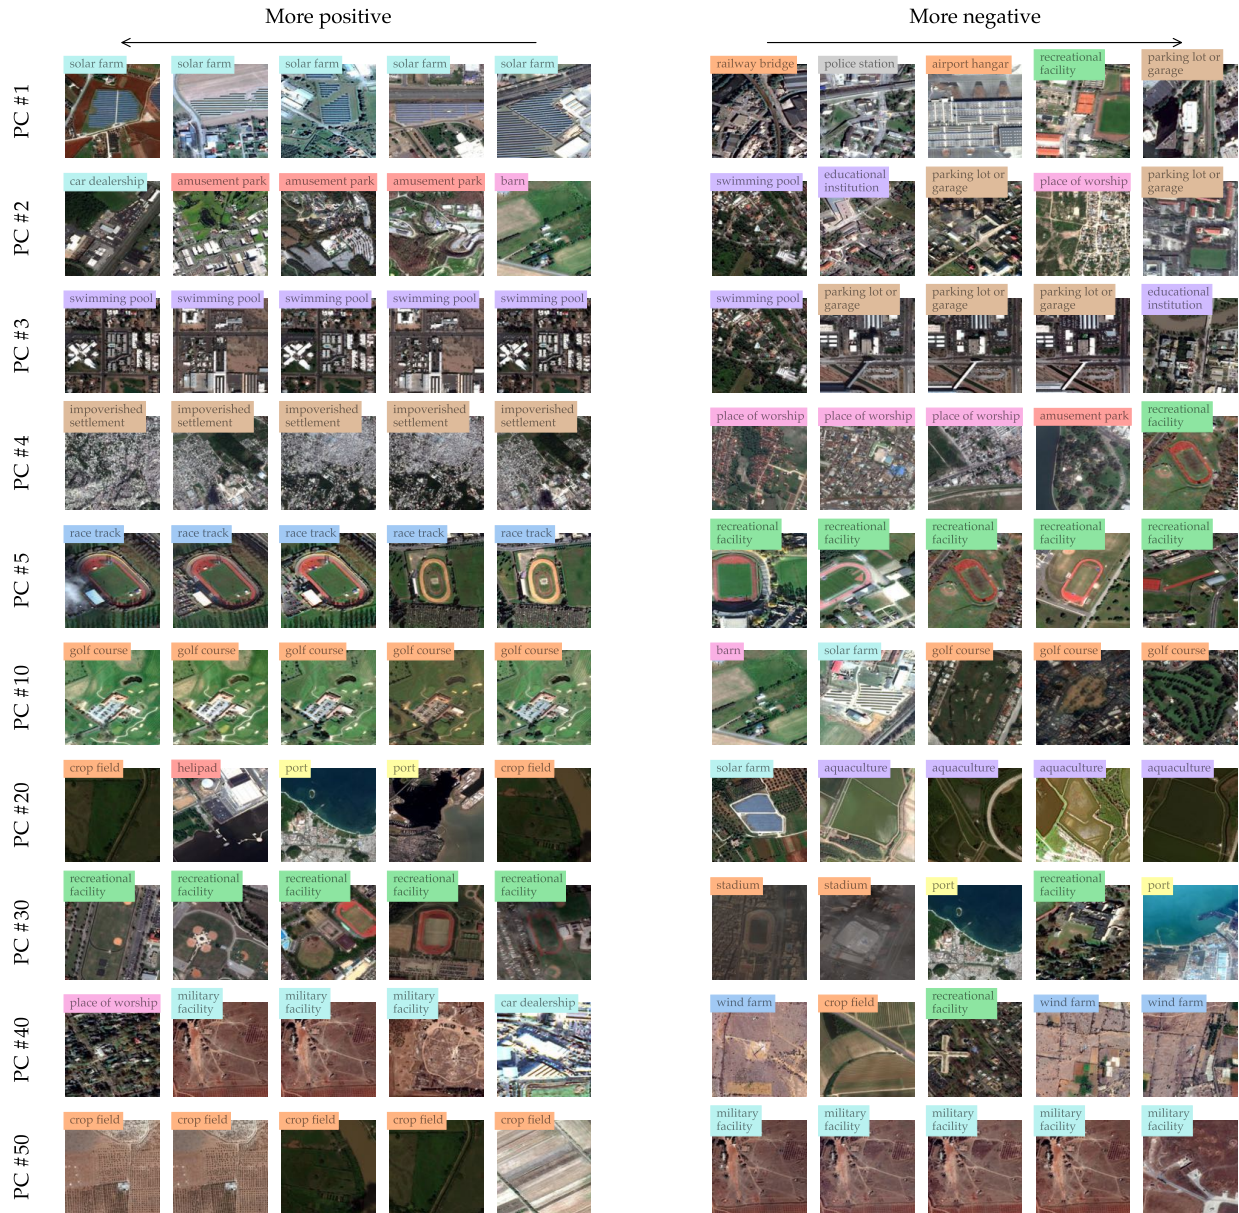 More positive
More negative
PC #1
solar farm
solar farm
solar farm
solar farm
solar farm
railway bridge
police station
airport hangar
recreational
facility
parking lot or
garage
PC #2
car dealership
amusement park
amusement park
amusement park
barn
swimming pool
educational
institution
parking lot or
garage
place of worship
parking lot or
garage
PC #3
swimming pool
swimming pool
swimming pool
swimming pool
swimming pool
swimming pool
parking lot or
garage
parking lot or
garage
parking lot or
garage
educational
institution
PC #4
impoverished
settlement
impoverished
settlement
impoverished
settlement
impoverished
settlement
impoverished
settlement
place of worship
place of worship
place of worship
amusement park
recreational
facility
PC #5
race track
race track
race track
race track
race track
recreational
facility
recreational
facility
recreational
facility
recreational
facility
recreational
facility
PC #10
golf course
golf course
golf course
golf course
golf course
barn
solar farm
golf course
golf course
golf course
PC #20
crop field
helipad
port
port
crop field
solar farm
aquaculture
aquaculture
aquaculture
aquaculture
PC #30
recreational
facility
recreational
facility
recreational
facility
recreational
facility
recreational
facility
stadium
stadium
port
recreational
facility
port
PC #40
place of worship
military
facility
military
facility
military
facility
car dealership
wind farm
crop field
recreational
facility
wind farm
wind farm
PC #50
crop field
crop field
crop field
crop field
crop field
military
facility
military
facility
military
facility
military
facility
military
facility